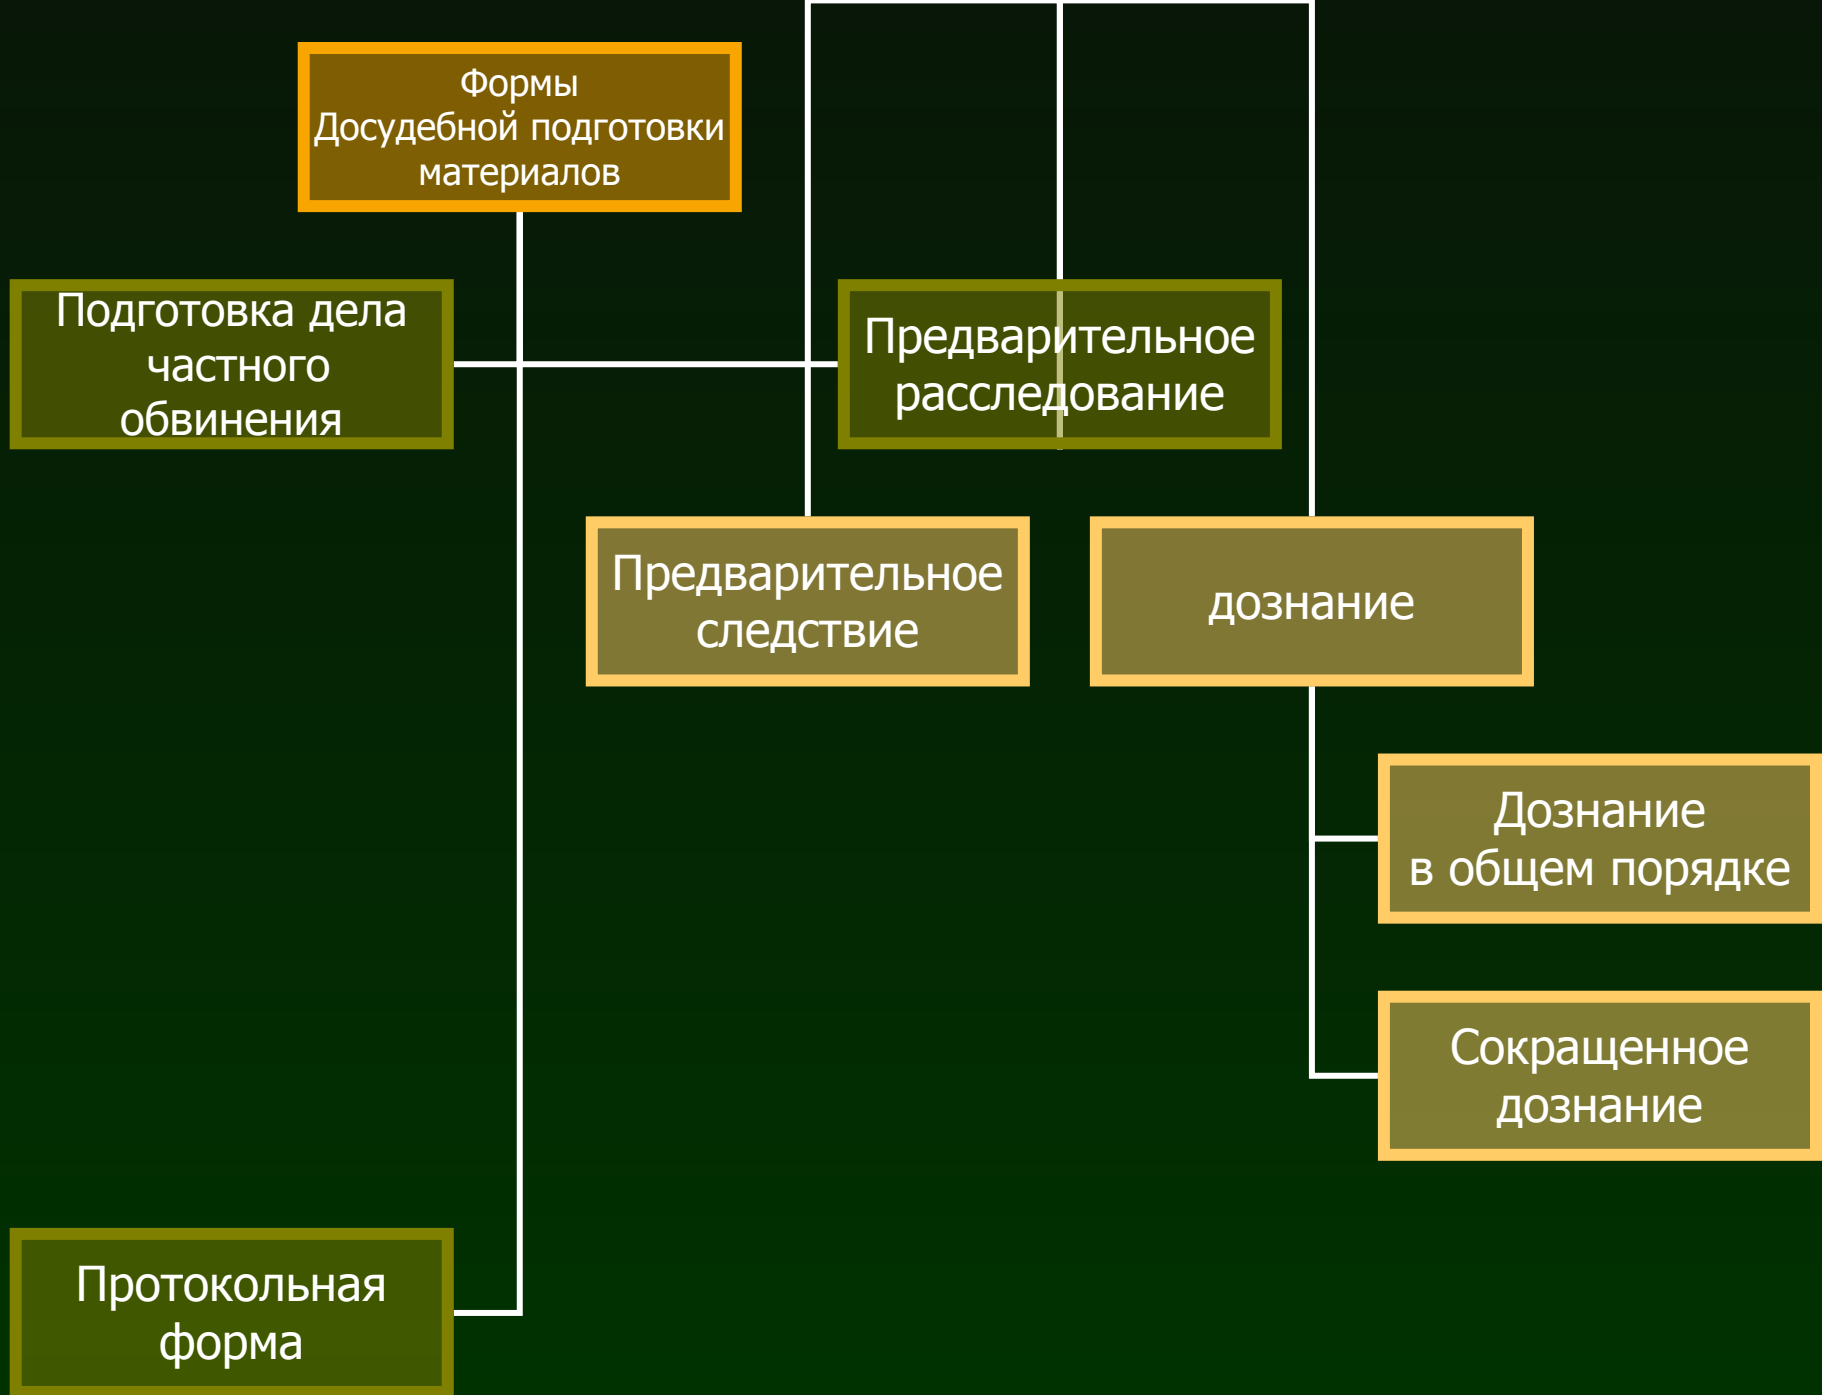 Формы
Досудебной подготовки
материалов
Подготовка дела
частного
обвинения
Предварительное
расследование
Предварительное
следствие
дознание
Дознание
в общем порядке
Сокращенное
дознание
Протокольная
форма